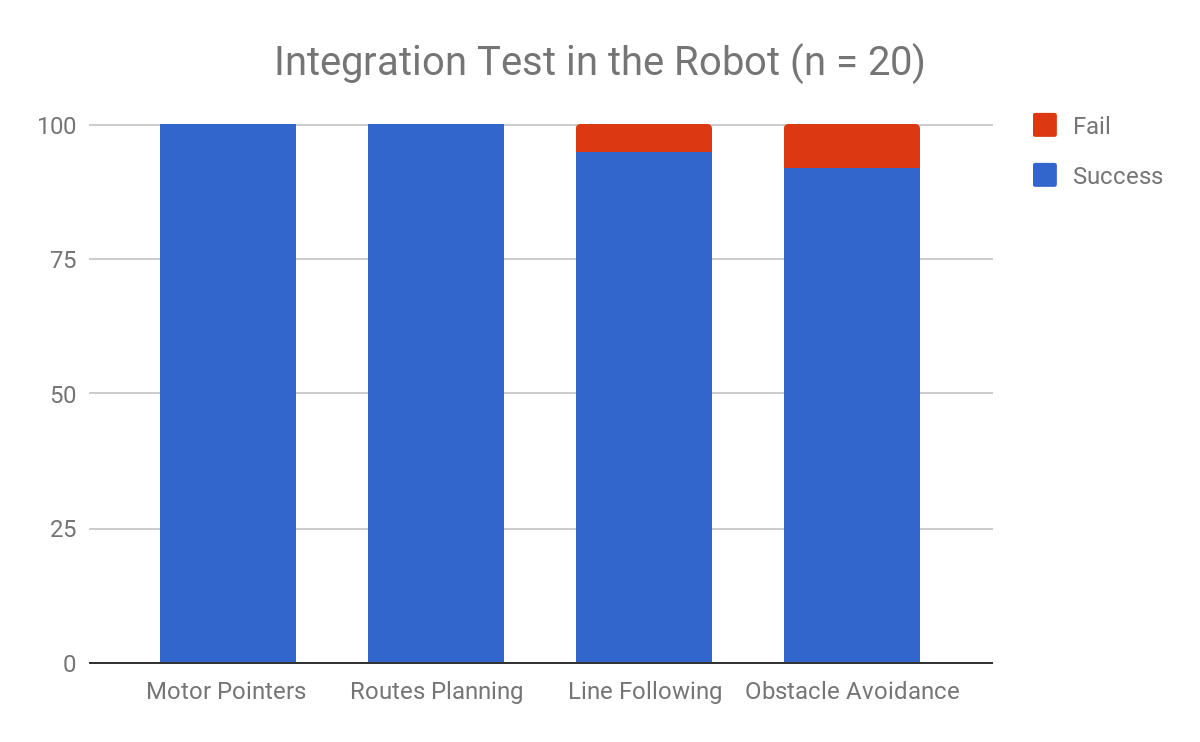 Integration Test in the Robot (n = 20)
100
75
50
25
0
Motor Pointers
Routes Planning
Line Following
Obstacle Avoidance
Fail
Success